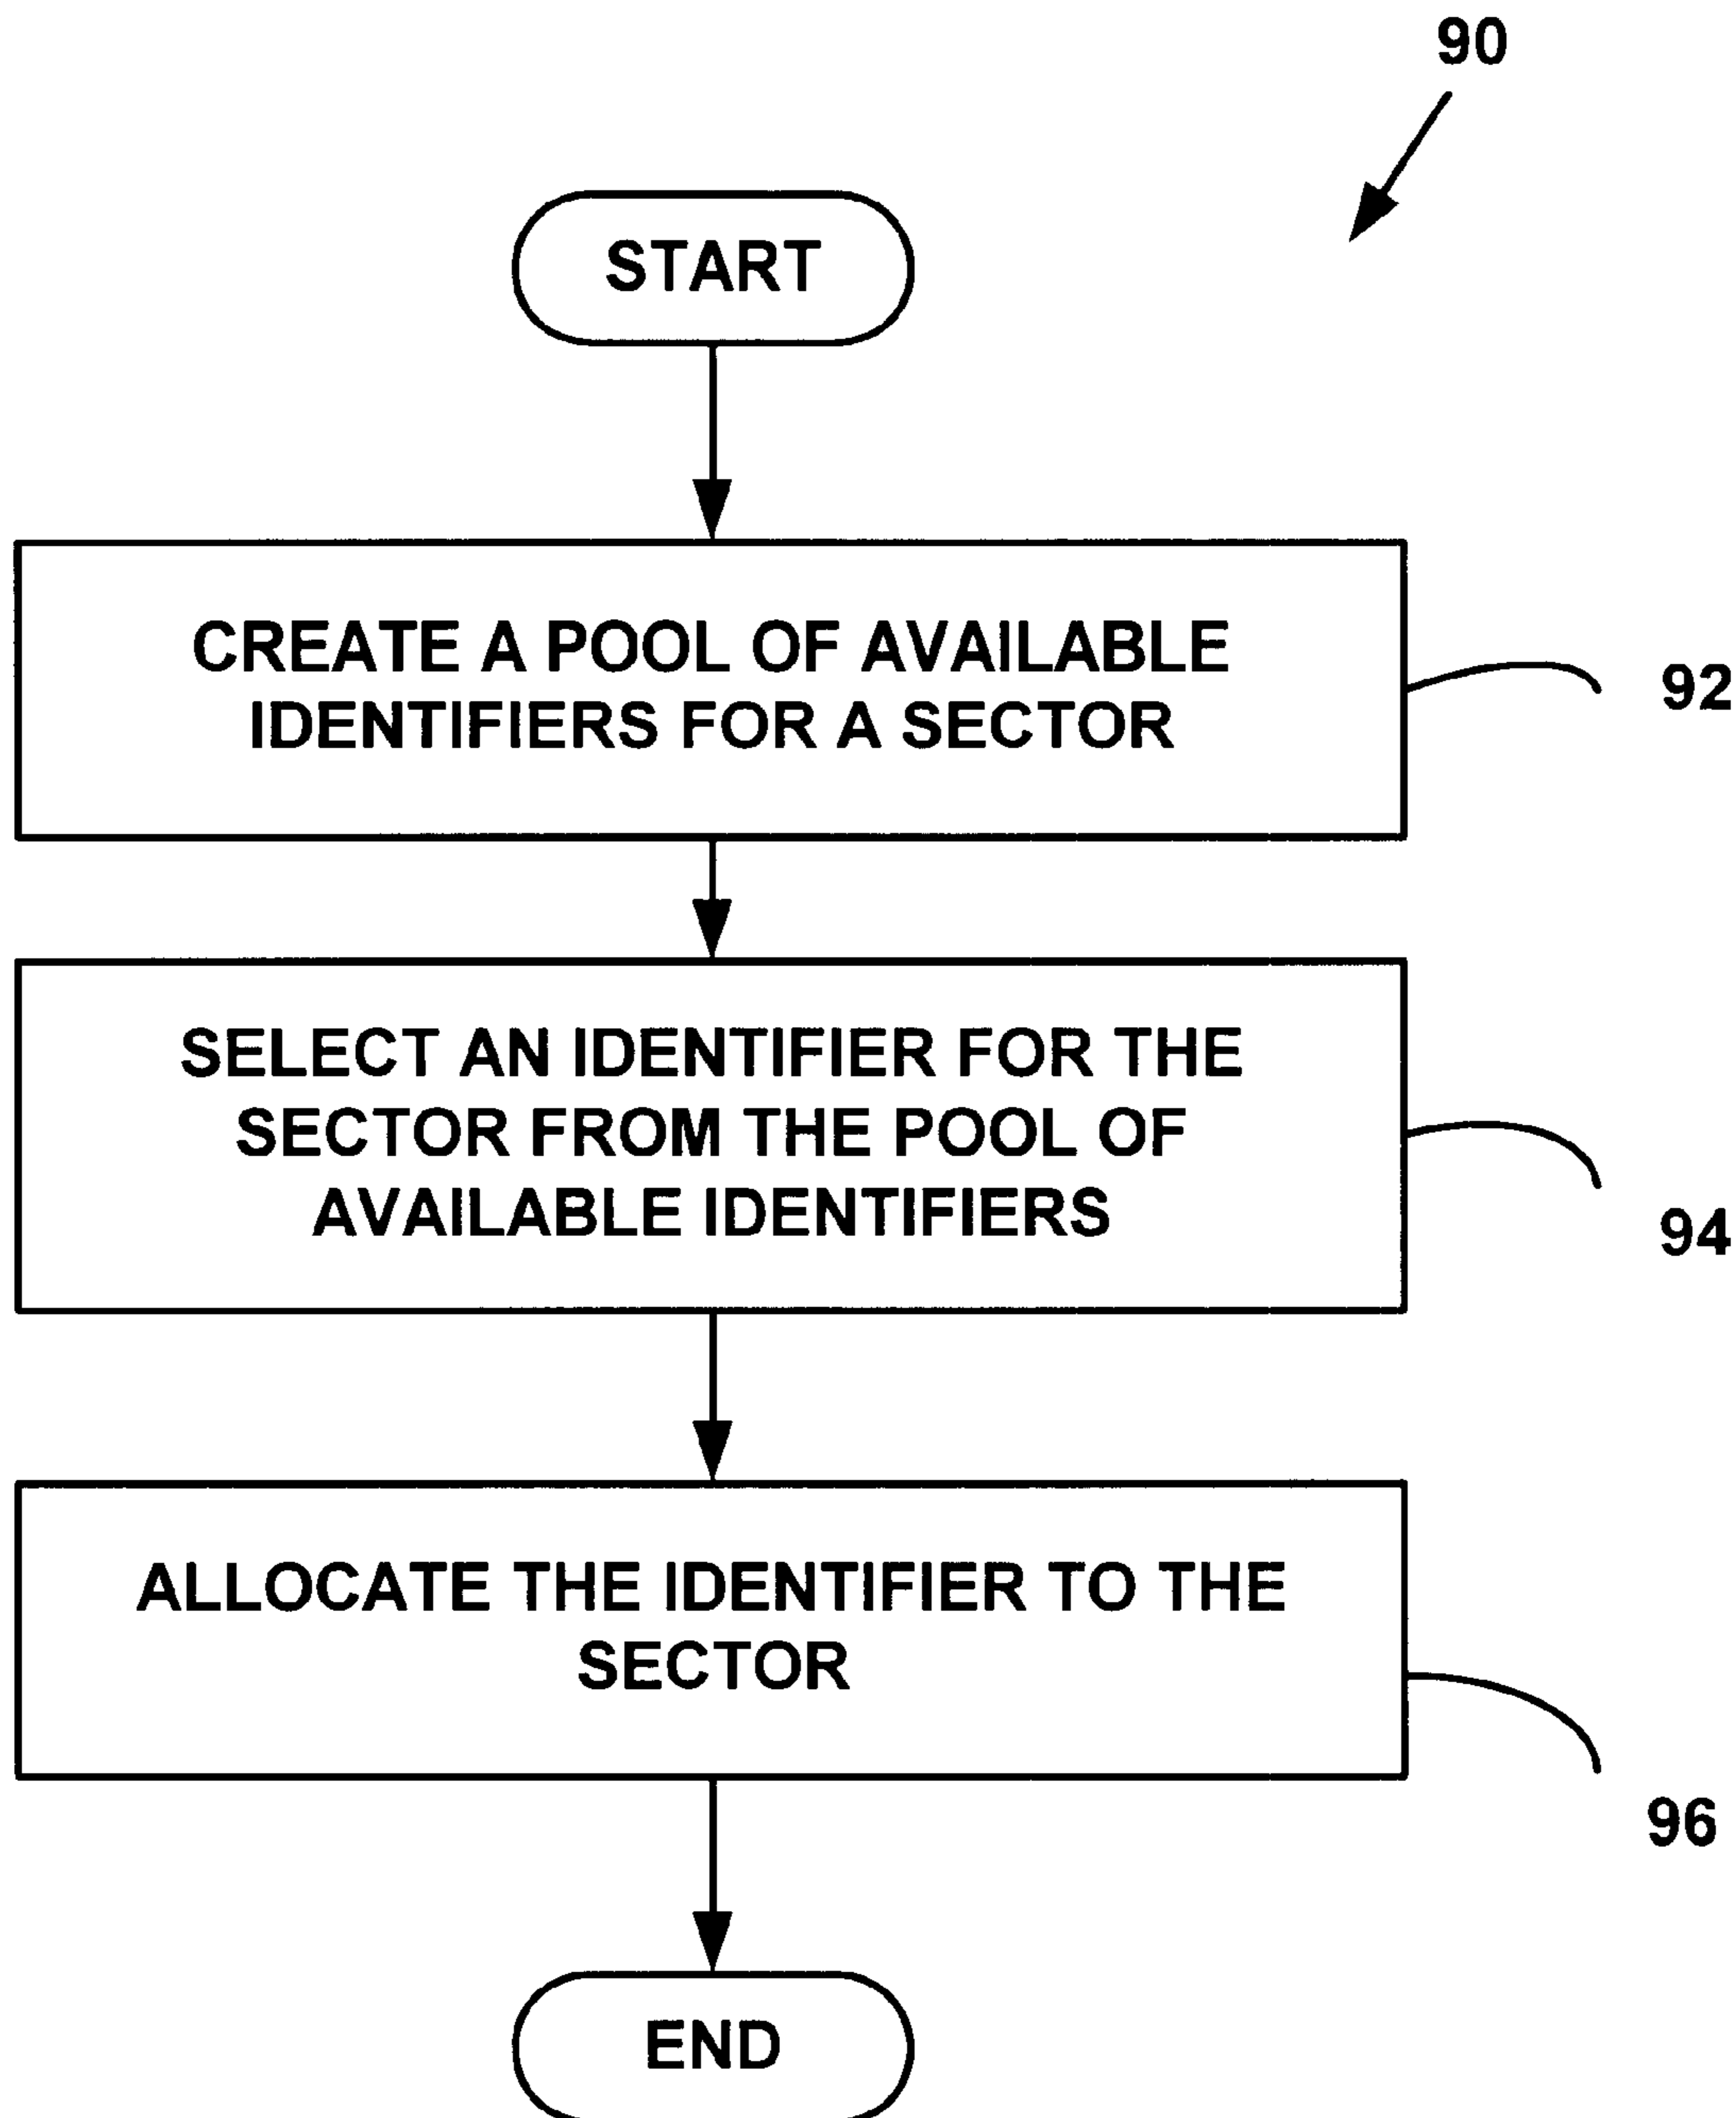 90
START
CREATE A POOL OF AVAILABLE
IDENTIFIERS FOR A SECTOR
92
SELECT AN IDENTIFIER FOR THE
SECTOR FROM THE POOL OF
AVAILABLE IDENTIFIERS
94
ALLOCATE THE IDENTIFIER TO THE
SECTOR
96
END